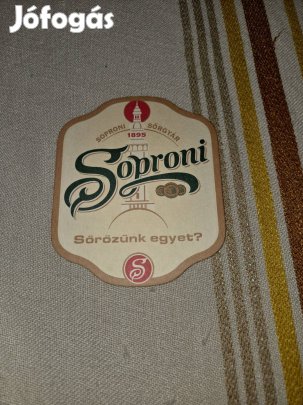 Jófogás
SOPRONI SÖRGYÁR
1895
Soproni
Sörözünk egyet?
S